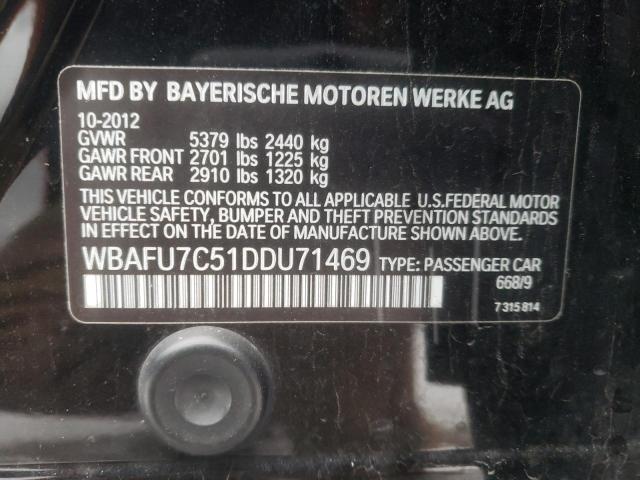 MFD BY BAYERISCHE MOTOREN WERKE AG
10-2012
GVWR 5379 lbs 2440 kg
GAWR FRONT 2701 lbs 1225 kg
GAWR REAR 2910 lbs 1320 kg
THIS VEHICLE CONFORMS TO ALL APPLICABLE U.S.FEDERAL MOTOR
VEHICLE SAFETY, BUMPER AND THEFT PREVENTION STANDARDS
IN EFFECT ON THE DATE OF MANUFACTURE SHOWN ABOVE.
WBAFU7C51DDU71469 TYPE: PASSENGER CAR
668/9
7 315 814